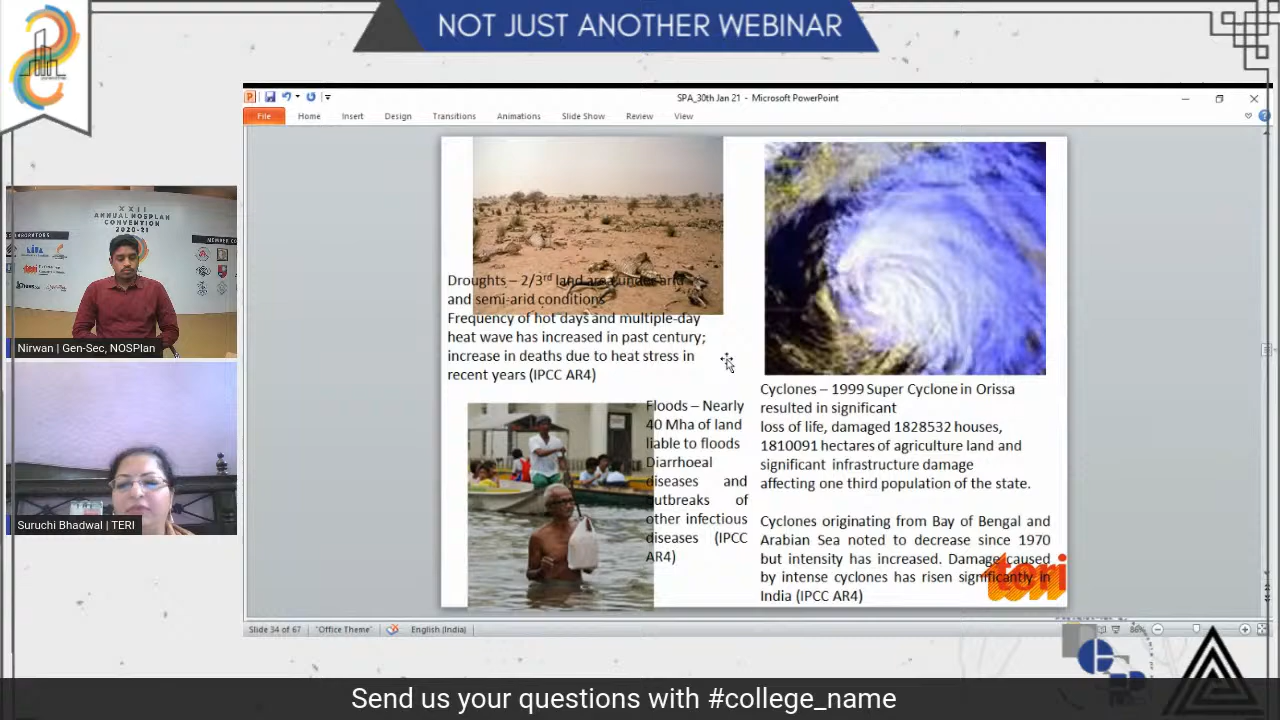 NOT JUST ANOTHER WEBINAR
SPA_30th Jan 21 - Microsoft PowerPoint
File Home Insert Design Transitions Animations Slide Show Review View
XXII
ANNUAL NOSPLAN
CONVENTION
2020-21
Nirwan | Gen-Sec, NOSPlan
Suruchi Bhadwal | TERI
Droughts – 2/3rd land area under arid
and semi-arid conditions
Frequency of hot days and multiple-day
heat wave has increased in past century;
increase in deaths due to heat stress in
recent years (IPCC AR4)
Floods – Nearly
40 Mha of land
liable to floods
Diarrhoeal
diseases and
outbreaks of
other infectious
diseases (IPCC
AR4)
Cyclones – 1999 Super Cyclone in Orissa
resulted in significant
loss of life, damaged 1828532 houses,
1810091 hectares of agriculture land and
significant infrastructure damage
affecting one third population of the state.
Cyclones originating from Bay of Bengal and
Arabian Sea noted to decrease since 1970
but intensity has increased. Damage caused
by intense cyclones has risen significantly in
India (IPCC AR4)
teri
Slide 34 of 67 "Office Theme" English (India) 86%
Send us your questions with #college_name